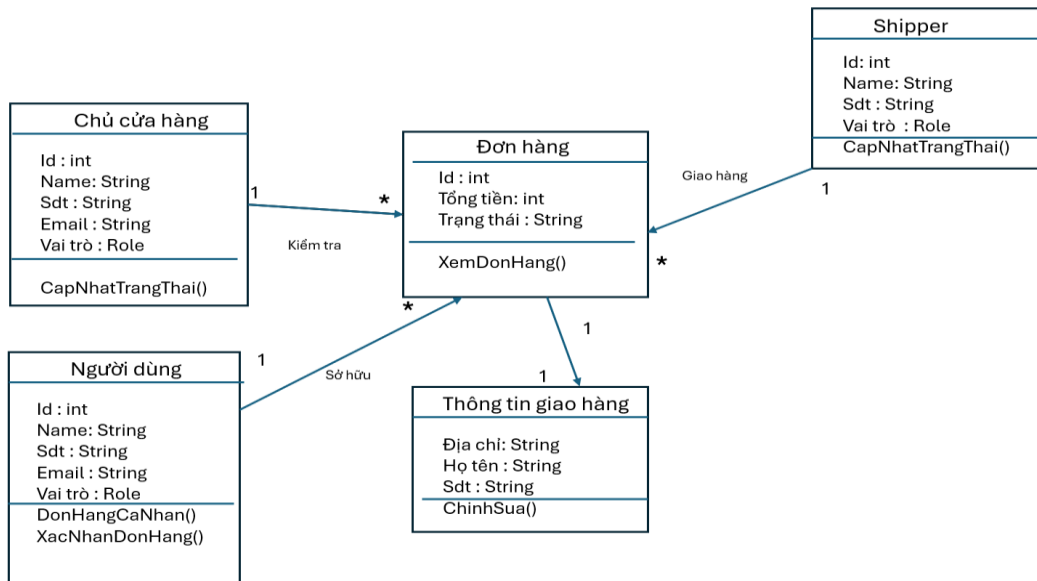 Shipper
Id: int
Name: String
Sdt : String
Vai trò : Role
CapNhatTrangThai()
Chủ cửa hàng
Id : int
Name: String
Sdt : String
Email : String
Vai trò : Role
CapNhatTrangThai()
1
*
Kiểm tra
Đơn hàng
Id : int
Tổng tiền: int
Trạng thái : String
XemDonHang()
Giao hàng
1
*
Người dùng
Id : int
Name: String
Sdt : String
Email : String
Vai trò : Role
DonHangCaNhan()
XacNhanDonHang()
1
*
Sở hữu
1
1
Thông tin giao hàng
Địa chỉ: String
Họ tên : String
Sdt : String
ChinhSua()